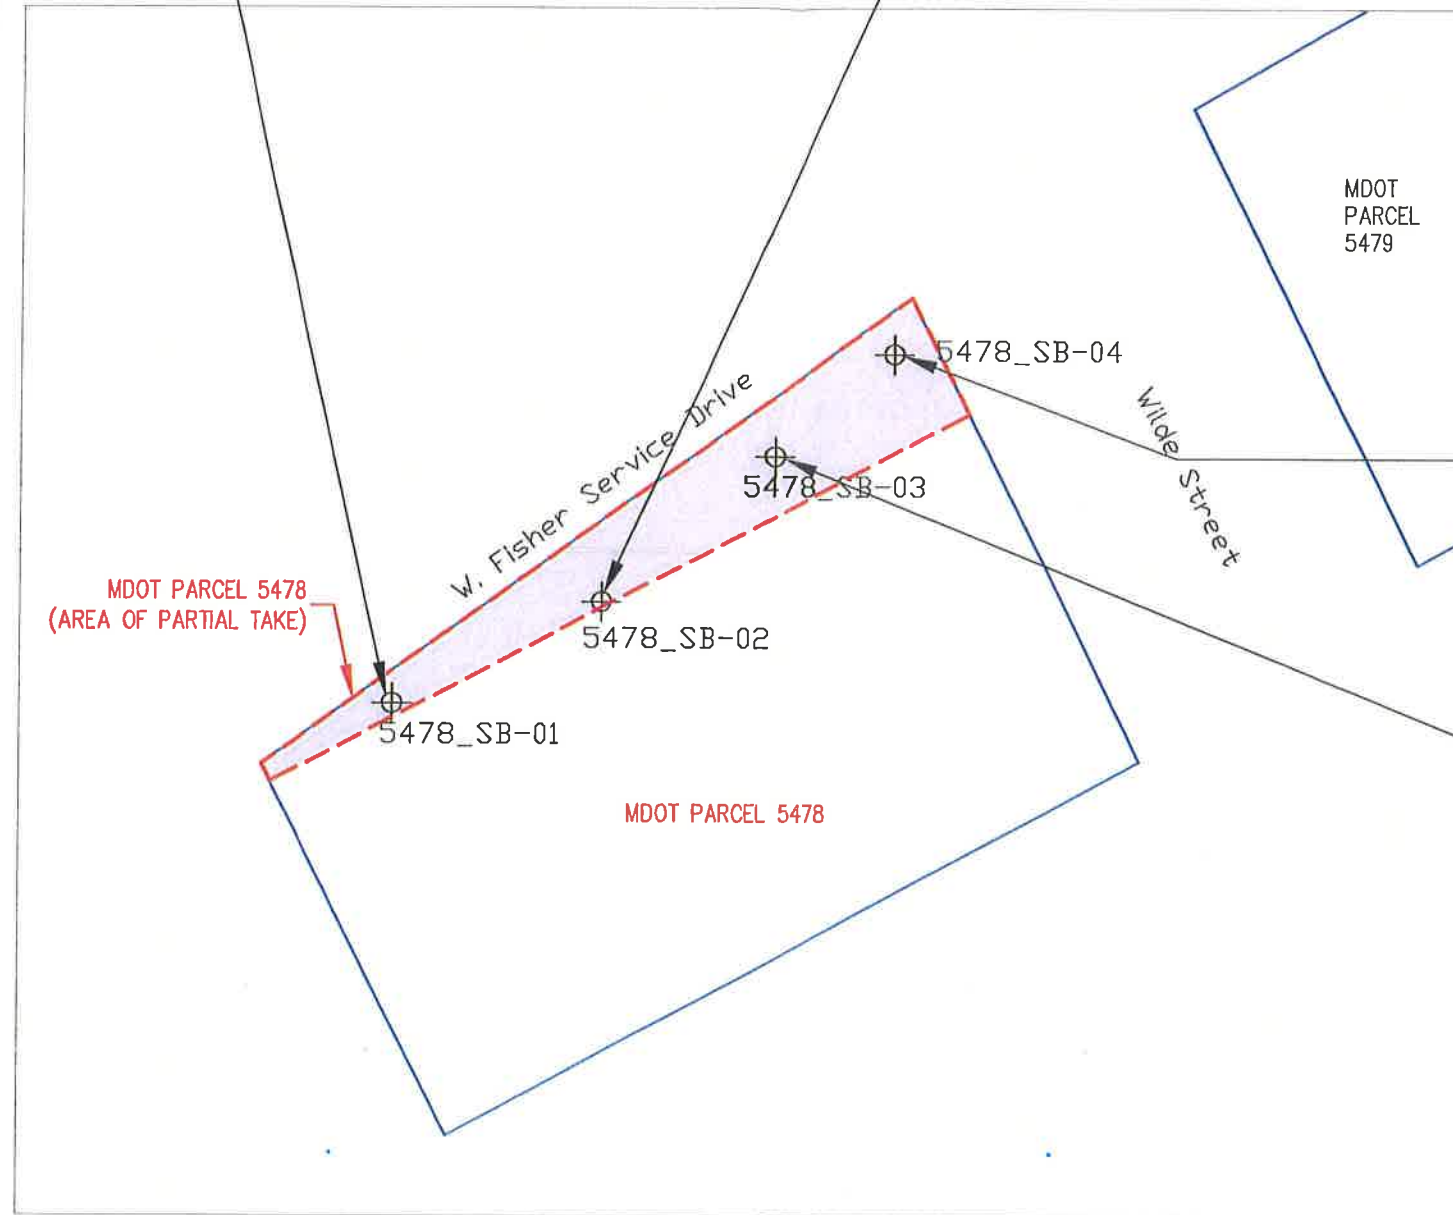 MDOT
PARCEL
5479
5478_SB-04
W. Fisher Service Drive
Wilde Street
5478_SB-03
MDOT PARCEL 5478
(AREA OF PARTIAL TAKE)
5478_SB-02
5478_SB-01
MDOT PARCEL 5478